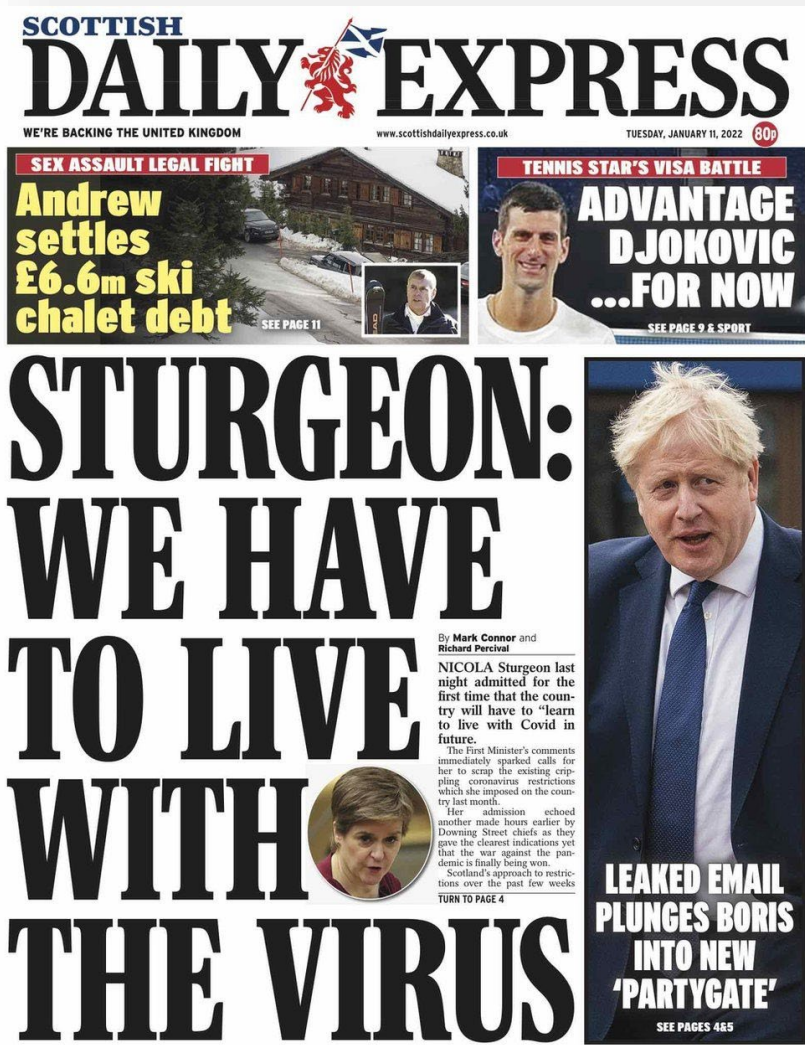 SCOTTISH
DAILY EXPRESS
WE'RE BACKING THE UNITED KINGDOM
www.scottishdailyexpress.co.uk
TUESDAY, JANUARY 11, 2022
80p
SEX ASSAULT LEGAL FIGHT
Andrew
settles
£6.6m ski
chalet debt
SEE PAGE 11
HEAD
TENNIS STAR'S VISA BATTLE
ADVANTAGE
DJOKOVIC
...FOR NOW
SEE PAGE 9 & SPORT
STURGEON:
WE HAVE
TO LIVE
WITH
THE VIRUS
By Mark Connor and
Richard Percival
NICOLA Sturgeon last
night admitted for the
first time that the coun-
try will have to "learn
to live with Covid in
future.
The First Minister's comments
immediately sparked calls for
her to scrap the existing crip-
pling coronavirus restrictions
which she imposed on the coun-
try last month.
Her admission echoed
another made hours earlier by
Downing Street chiefs as they
gave the clearest indications yet
that the war against the pan-
demic is finally being won.
Scotland's approach to restric-
tions over the past few weeks
TURN TO PAGE 4
LEAKED EMAIL
PLUNGES BORIS
INTO NEW
'PARTYGATE'
SEE PAGES 4&5